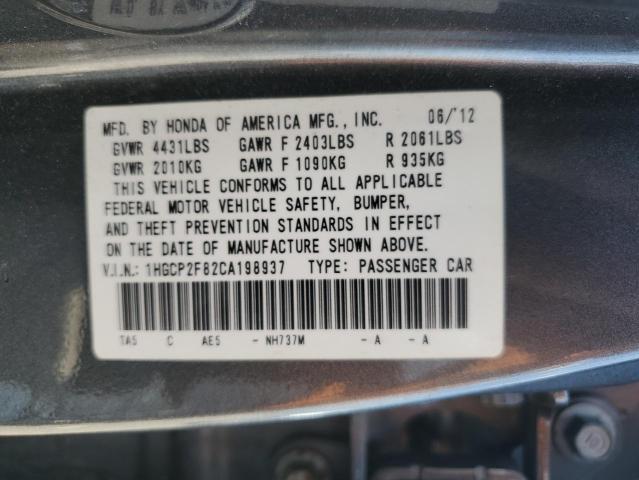 MFD. BY HONDA OF AMERICA MFG., INC. 06/'12
GVWR 4431LBS GAWR F 2403LBS R 2061LBS
GVWR 2010KG GAWR F 1090KG R 935KG
THIS VEHICLE CONFORMS TO ALL APPLICABLE
FEDERAL MOTOR VEHICLE SAFETY, BUMPER,
AND THEFT PREVENTION STANDARDS IN EFFECT
ON THE DATE OF MANUFACTURE SHOWN ABOVE.
V.I.N.: 1HGCP2F82CA198937 TYPE: PASSENGER CAR
TA5 C AE5 - NH737M - A - A